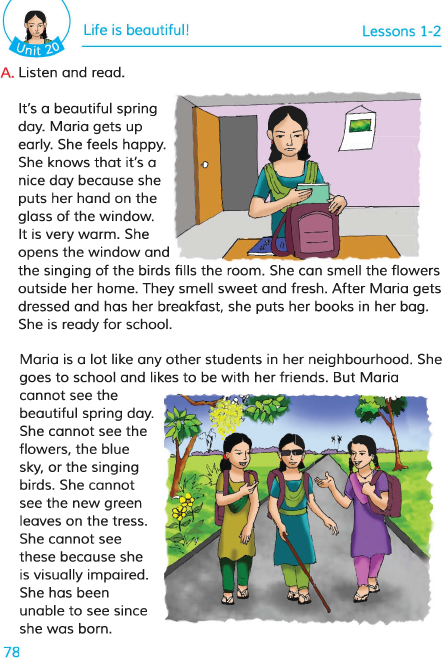 Unit 20
Life is beautiful!
Lessons 1-2
A. Listen and read.
It's a beautiful spring
day. Maria gets up
early. She feels happy.
She knows that it's a
nice day because she
puts her hand on the
glass of the window.
It is very warm. She
opens the window and
the singing of the birds fills the room. She can smell the flowers
outside her home. They smell sweet and fresh. After Maria gets
dressed and has her breakfast, she puts her books in her bag.
She is ready for school.
Maria is a lot like any other students in her neighbourhood. She
goes to school and likes to be with her friends. But Maria
cannot see the
beautiful spring day.
She cannot see the
flowers, the blue
sky, or the singing
birds. She cannot
see the new green
leaves on the tress.
She cannot see
these because she
is visually impaired.
She has been
unable to see since
she was born.
78